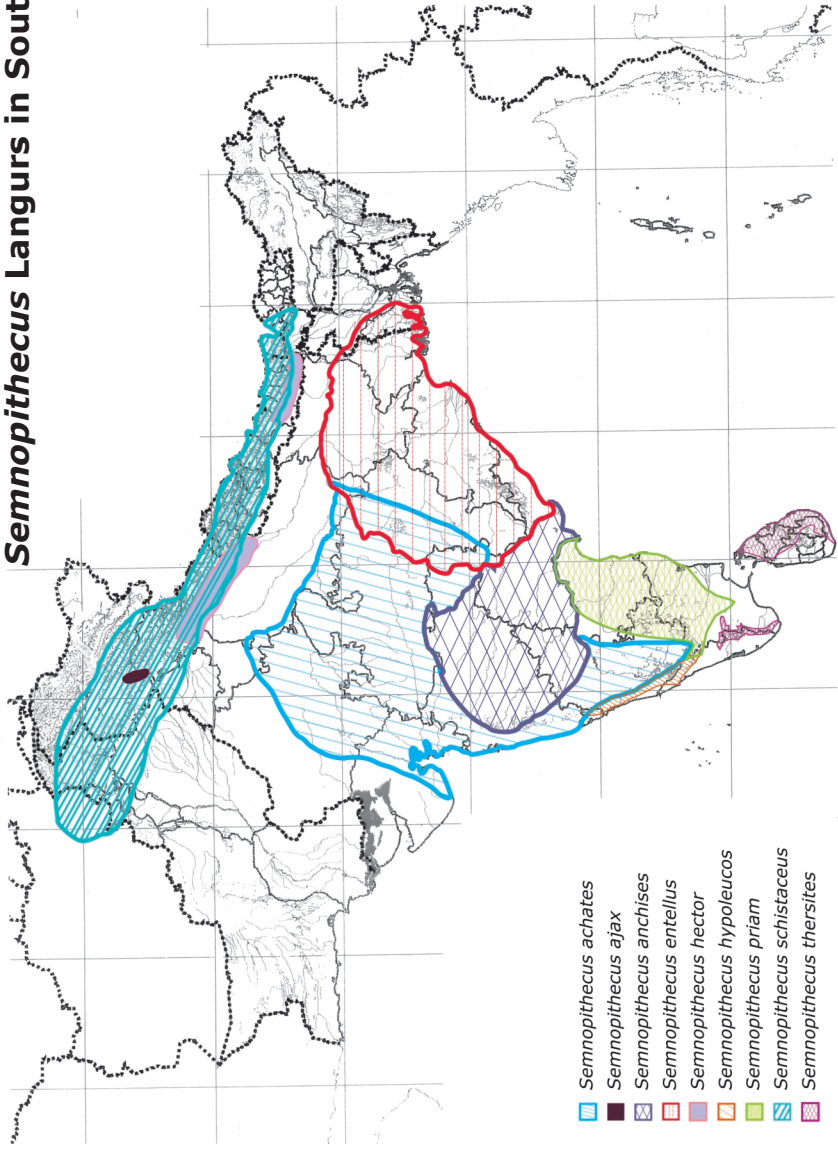 Semnopithecus Langurs in Sout
Semnopithecus achates
Semnopithecus ajax
Semnopithecus anchises
Semnopithecus entellus
Semnopithecus hector
Semnopithecus hypoleucos
Semnopithecus priam
Semnopithecus schistaceus
Semnopithecus thersites